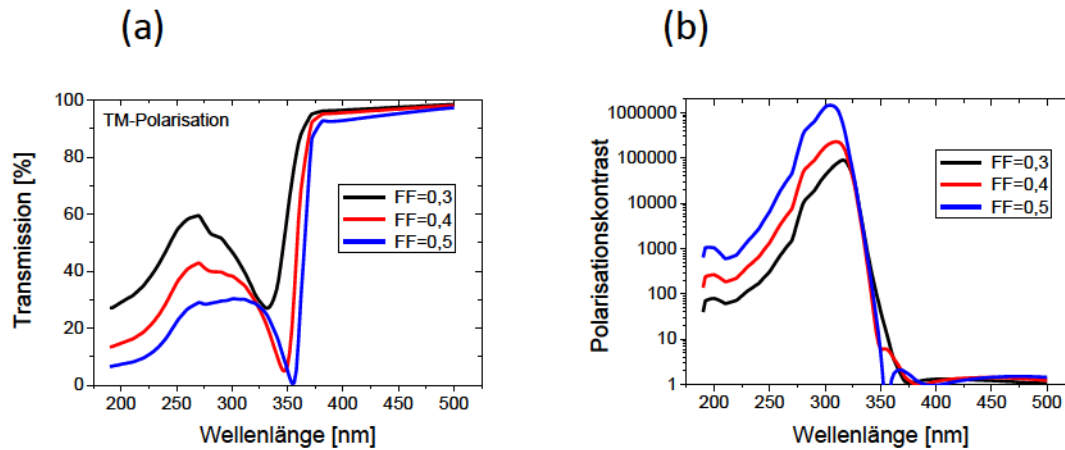 (a)
(b)
100
80
60
40
20
0
Transmission [%]
TM-Polarisation
FF=0,3
FF=0,4
FF=0,5
200 250 300 350 400 450 500
Wellenlänge [nm]
1000000
100000
10000
1000
100
10
1
Polarisationskontrast
FF=0,3
FF=0,4
FF=0,5
200 250 300 350 400 450 500
Wellenlänge [nm]